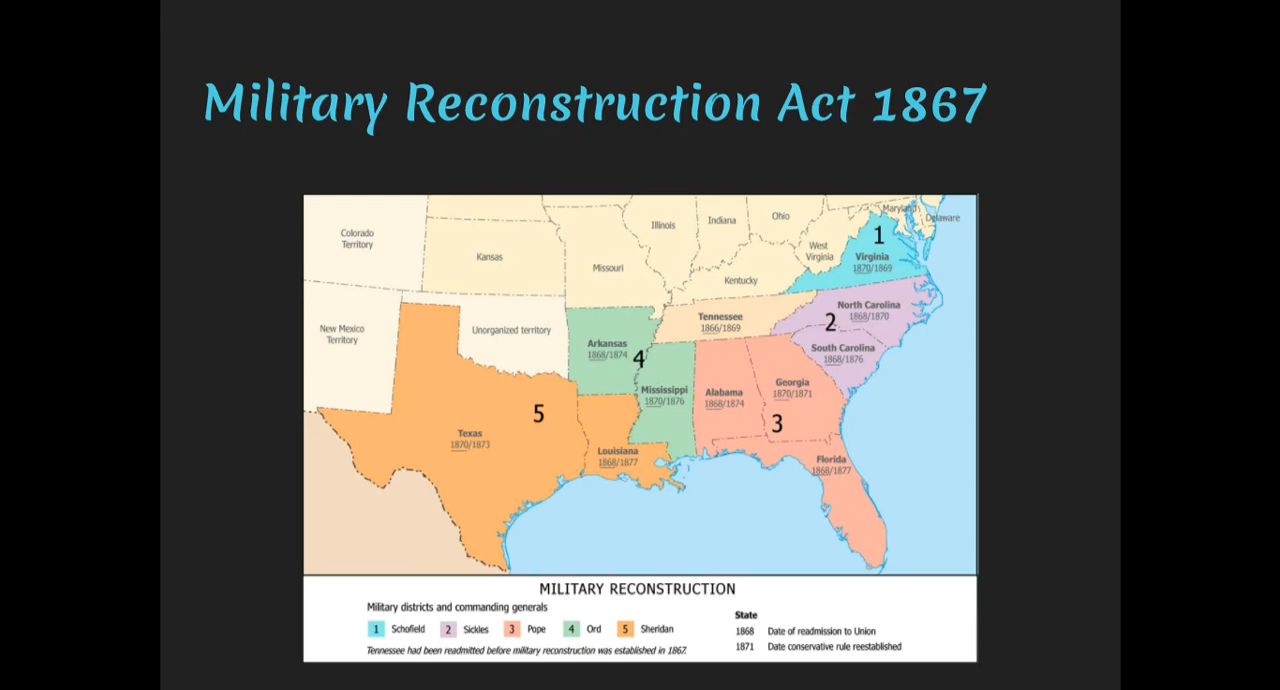 Military Reconstruction Act 1867
Colorado
Territory
Kansas
Missouri
Illinois
Indiana
Ohio
West
Virginia
Maryland
Delaware
Kentucky
1
Virginia
1870/1869
New Mexico
Territory
Unorganized territory
Tennessee
1866/1869
North Carolina
1868/1870
2
South Carolina
1868/1876
Arkansas
1868/1874
4
Mississippi
1870/1876
Alabama
1868/1874
Georgia
1870/1871
3
5
Texas
1870/1873
Louisiana
1868/1877
Florida
1868/1877
MILITARY RECONSTRUCTION
Military districts and commanding generals
1 Schofield 2 Sickles 3 Pope 4 Ord 5 Sheridan
Tennessee had been readmitted before military reconstruction was established in 1867.
State
1868 Date of readmission to Union
1871 Date conservative rule reestablished